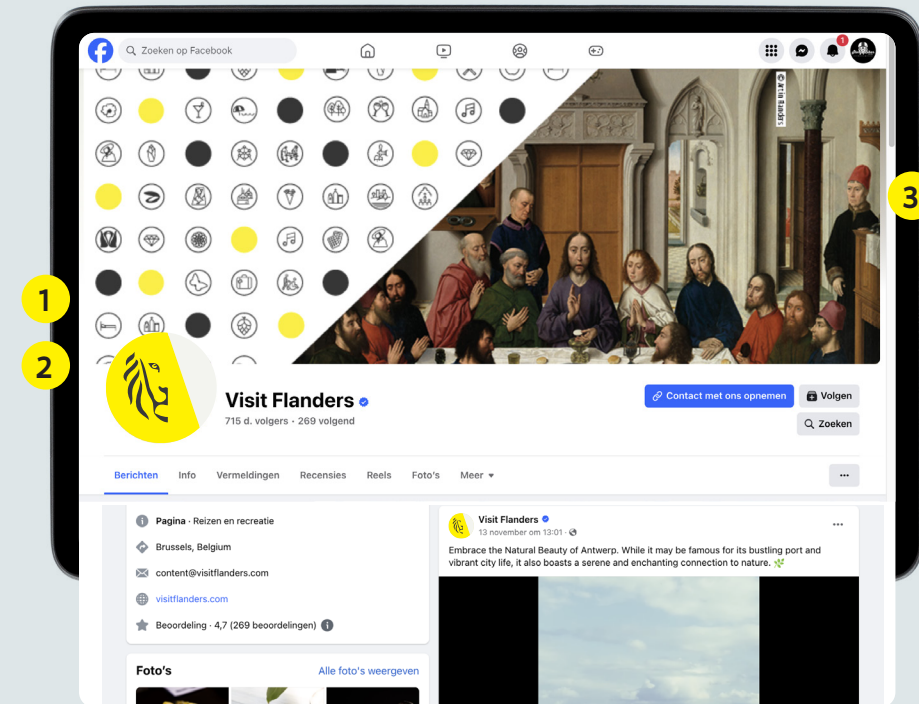 Zoeken op Facebook
1
© Art in Flanders
3
1
2
Visit Flanders
715 d. volgers · 269 volgend
Contact met ons opnemen
Volgen
Zoeken
Berichten Info Vermeldingen Recensies Reels Foto's Meer
Pagina · Reizen en recreatie
Brussels, Belgium
content@visitflanders.com
visitflanders.com
Beoordeling · 4,7 (269 beoordelingen)
Foto's Alle foto's weergeven
Visit Flanders
13 november om 13:01 ·
Embrace the Natural Beauty of Antwerp. While it may be famous for its bustling port and
vibrant city life, it also boasts a serene and enchanting connection to nature. 🌿